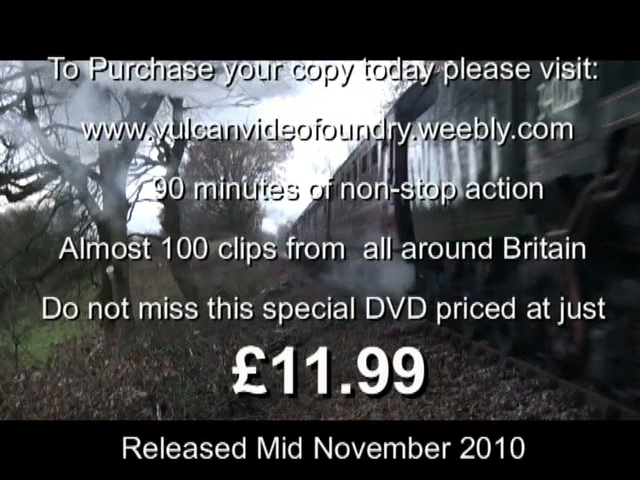 To Purchase your copy today please visit:
www.vulcanvideofoundry.weebly.com
90 minutes of non-stop action
Almost 100 clips from  all around Britain
Do not miss this special DVD priced at just
£11.99
Released Mid November 2010